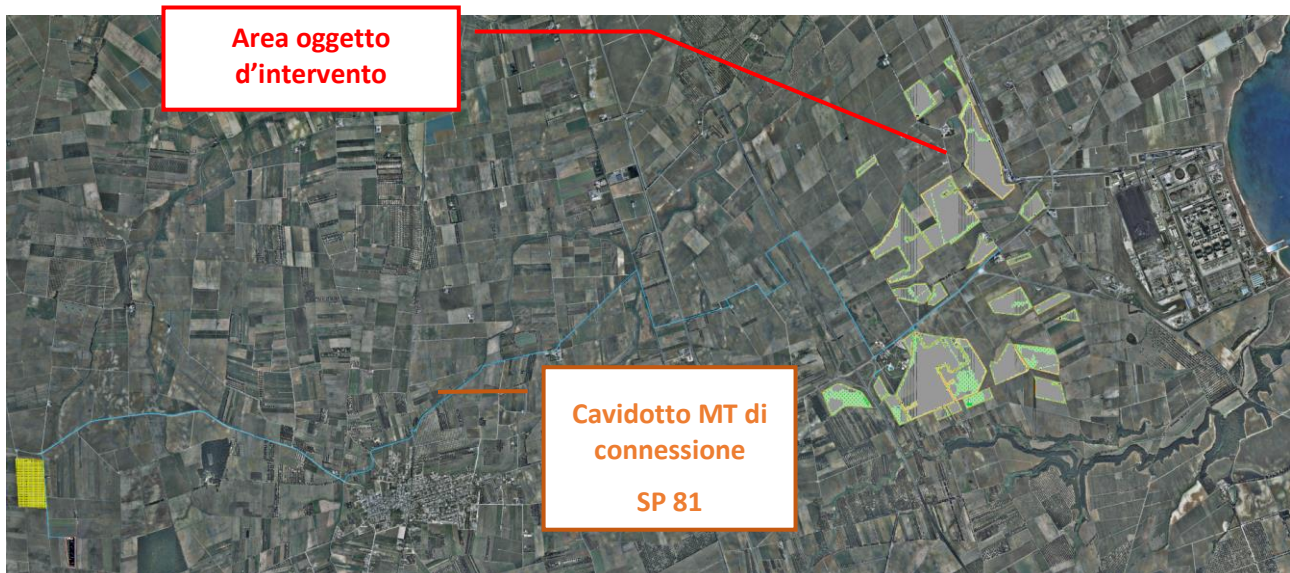 Area oggetto
d’intervento
Cavidotto MT di
connessione
SP 81